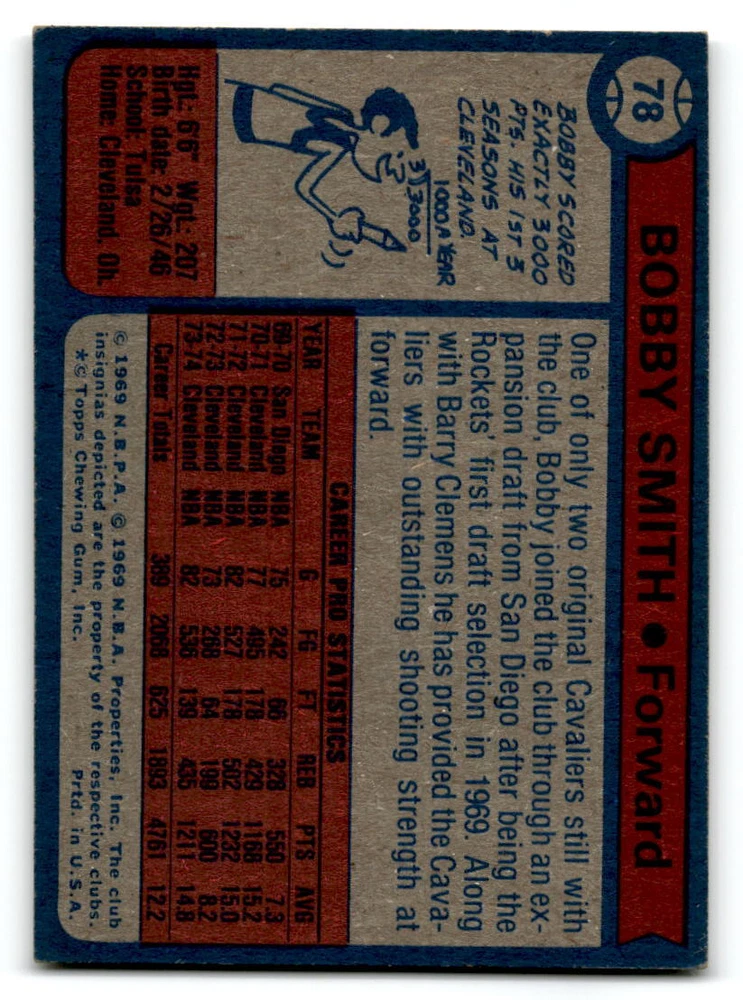 78
BOBBY SMITH • Forward
BOBBY SCORED
EXACTLY 3000
PTS. HIS 1ST 3
SEASONS AT
CLEVELAND.
1000 A YEAR
3)3000
Hgt.: 6'6" Wgt.: 207
Birth date: 2/26/46
School: Tulsa
Home: Cleveland, Oh.
One of only two original Cavaliers still with
the club, Bobby joined the club through an ex-
pansion draft from San Diego after being the
Rockets' first draft selection in 1969. Along
with Barry Clemens he has provided the Cava-
liers with outstanding shooting strength at
forward.
CAREER PRO STATISTICS
YEAR TEAM G FG FT REB PTS AVG
69-70 San Diego NBA 75 242 66 328 550 7.3
70-71 Cleveland NBA 77 495 178 429 1168 15.2
71-72 Cleveland NBA 82 527 178 502 1232 15.0
72-73 Cleveland NBA 73 268 64 199 600 8.2
73-74 Cleveland NBA 82 536 139 435 1211 14.8
Career Totals 389 2068 625 1893 4761 12.2
© 1969 N.B.P.A. © 1969 N.B.A. Properties, Inc. The club
insignias depicted are the property of the respective clubs.
*© Topps Chewing Gum, Inc. Prtd. in U.S.A.